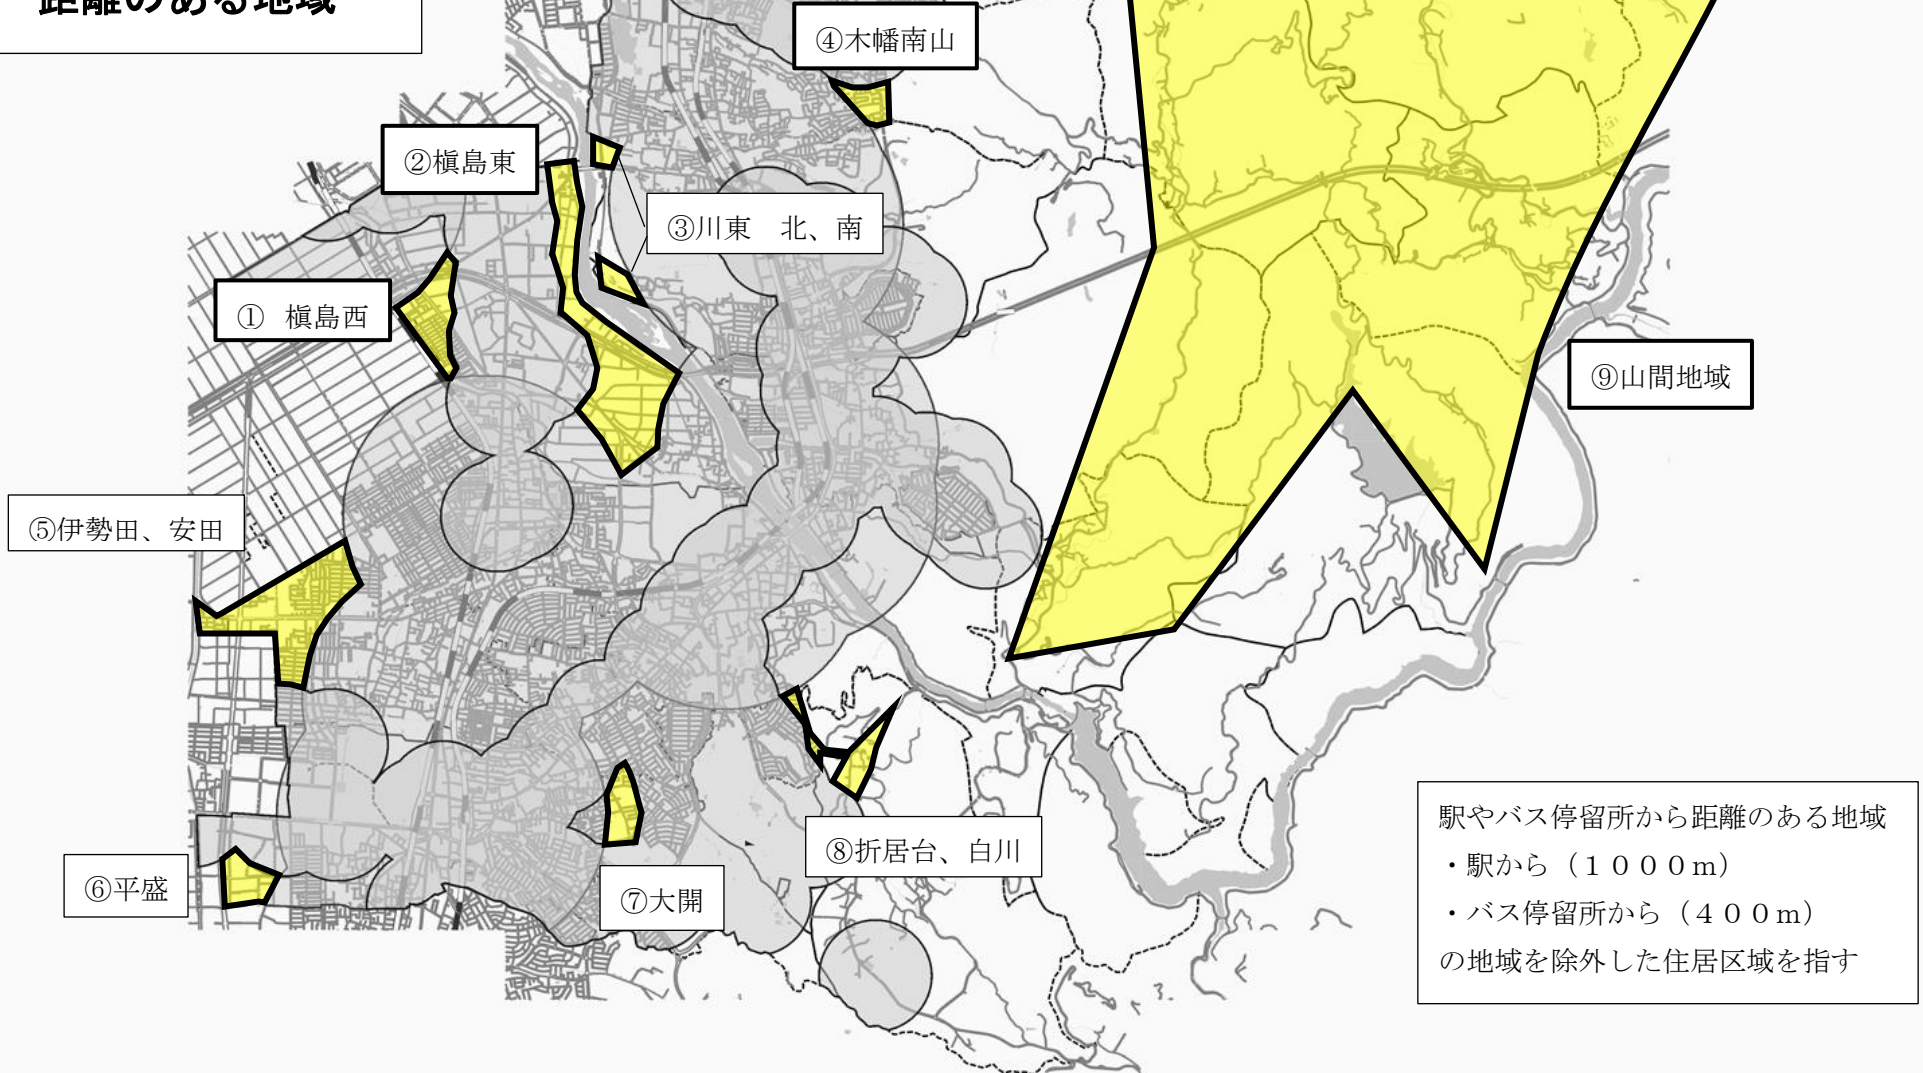 距離のある地域
④木幡南山
②槇島東
③川東　北、南
①　槇島西
⑨山間地域
⑤伊勢田、安田
⑧折居台、白川
⑥平盛
⑦大開
駅やバス停留所から距離のある地域
・駅から（１０００ｍ）
・バス停留所から（４００ｍ）
の地域を除外した住居区域を指す